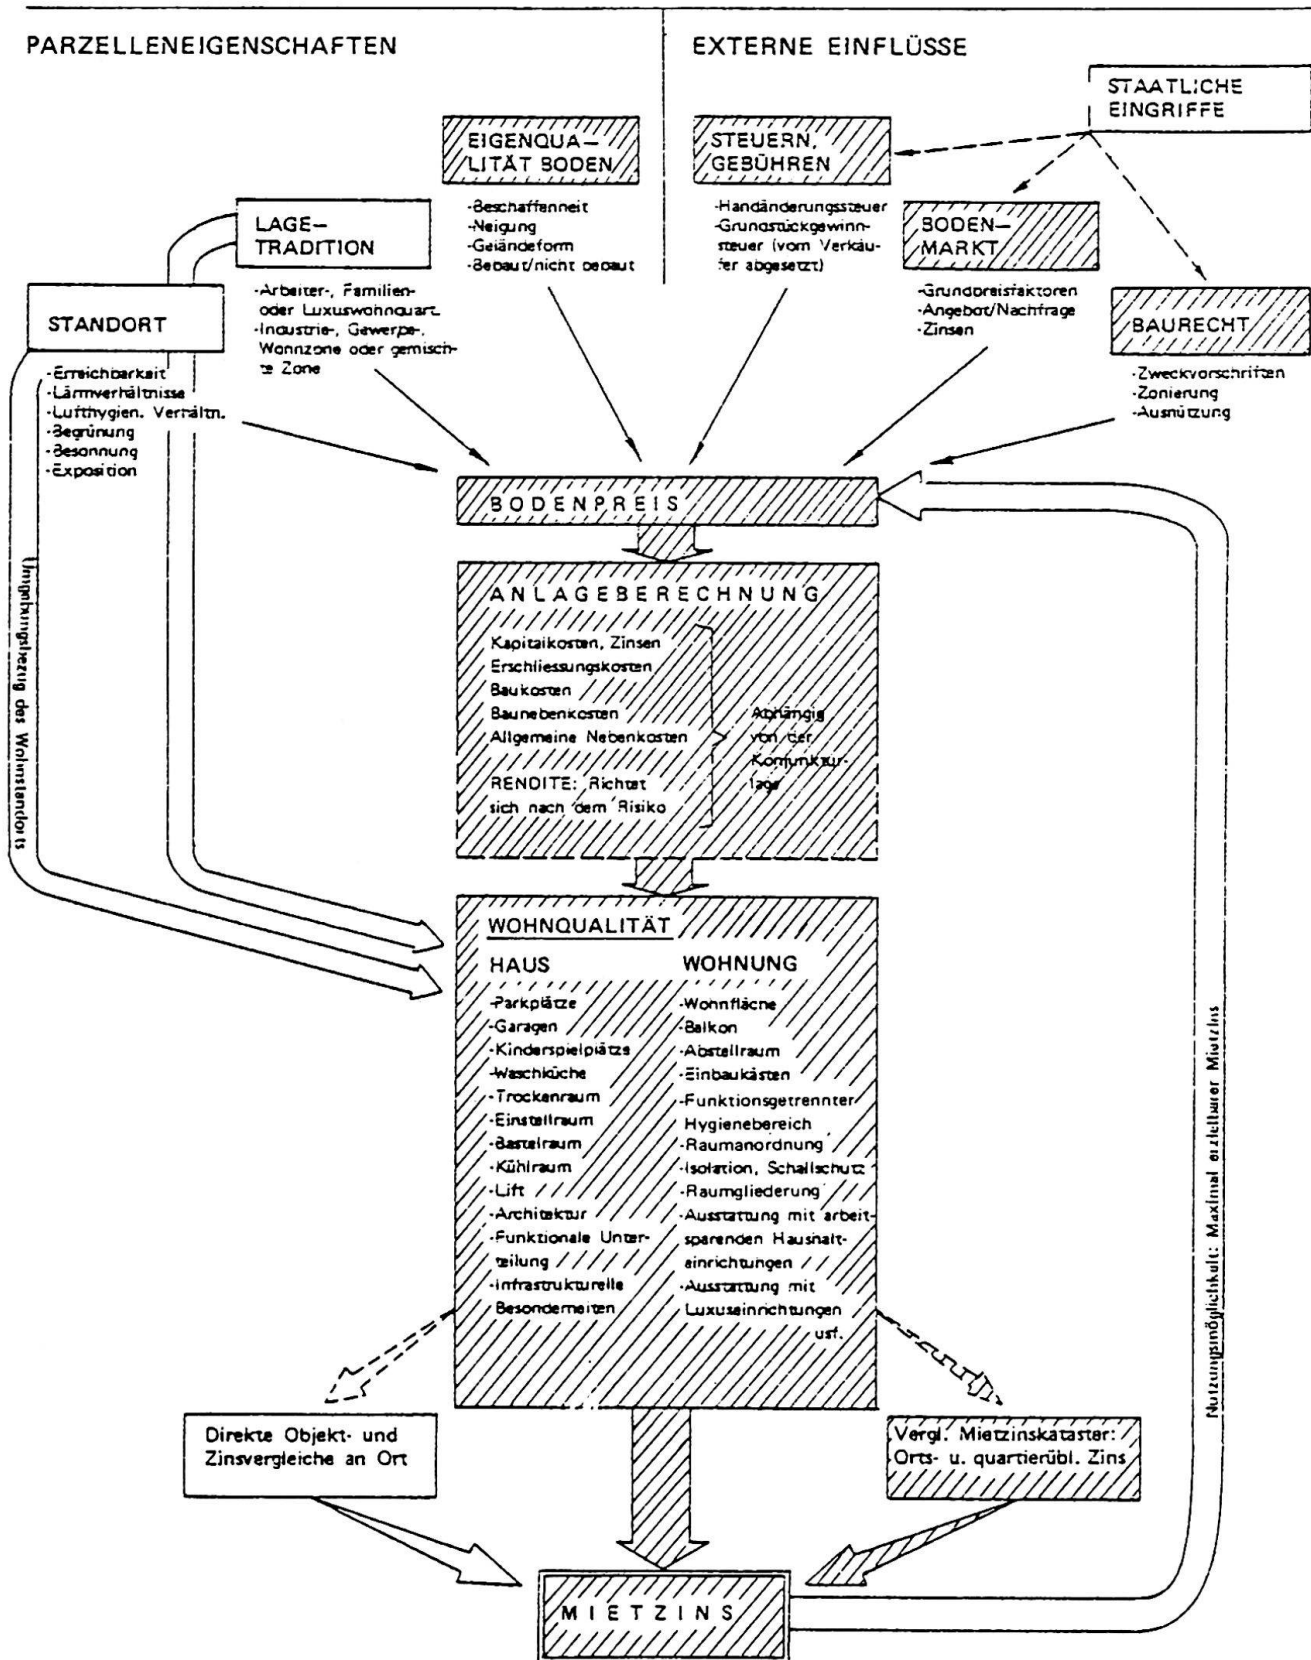 PARZELLENEIGENSCHAFTEN
EXTERNE EINFLÜSSE
STAATLICHE
EINGRIFFE
EIGENQUA–
LITÄT BODEN
-Beschaffenheit
-Neigung
-Geländeform
-Bebaut/nicht bebaut
STEUERN,
GEBÜHREN
-Handänderungssteuer
-Grundstückgewinn-
steuer (vom Verkäu-
fer abgesetzt)
LAGE–
TRADITION
-Arbeiter-, Familien-
oder Luxuswohnquart.
-Industrie-, Gewerbe-,
Wohnzone oder gemisch-
te Zone
BODEN–
MARKT
-Grundpreisfaktoren
-Angebot/Nachfrage
-Zinsen
STANDORT
-Erreichbarkeit
-Lärmverhältnisse
-Lufthygien. Verhältn.
-Begrünung
-Besonnung
-Exposition
BAURECHT
-Zweckvorschriften
-Zonierung
-Ausnützung
BODENPREIS
ANLAGEBERECHNUNG
Kapitalkosten, Zinsen
Erschliessungskosten
Baukosten
Baunebenkosten
Allgemeine Nebenkosten
RENDITE: Richtet
sich nach dem Risiko
Abhängig
von der
Konjunktur-
lage
Umgebungsbezug des Wohnstandorts
WOHNQUALITÄT
HAUS
-Parkplätze
-Garagen
-Kinderspielplätze
-Waschküche
-Trockenraum
-Einstellraum
-Bastelraum
-Kühlraum
-Lift
-Architektur
-Funktionale Unter-
teilung
-Infrastrukturelle
Besonderheiten
WOHNUNG
-Wohnfläche
-Balkon
-Abstellraum
-Einbaukästen
-Funktionsgetrennter
Hygienebereich
-Raumanordnung
-Isolation, Schallschutz
-Raumgliederung
-Ausstattung mit arbeit-
sparenden Haushalt-
einrichtungen
-Ausstattung mit
Luxuseinrichtungen
usf.
Nutzungsmöglichkeit: Maximal erzielbarer Mietzins
Direkte Objekt- und
Zinsvergleiche an Ort
Vergl. Mietzinskataster:
Orts- u. quartierübl. Zins
MIETZINS